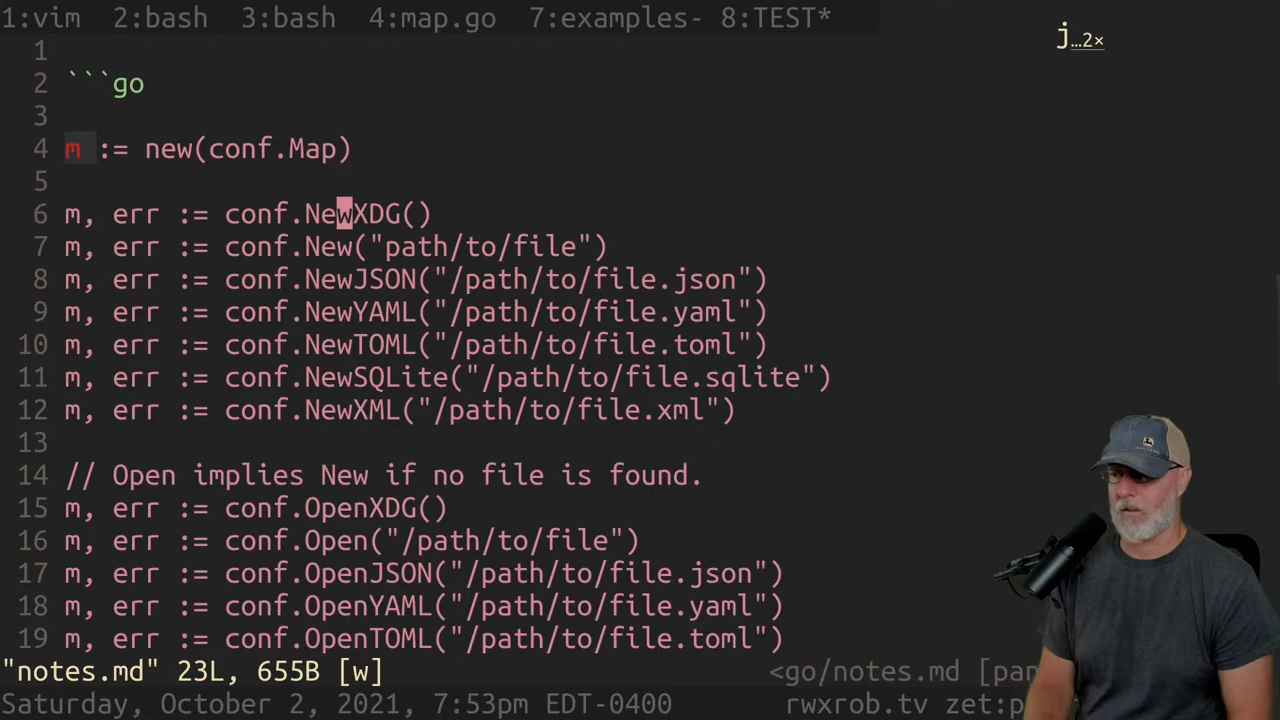 1:vim 2:bash 3:bash 4:map.go 7:examples- 8:TEST*
j…2×
1
2 ```go
3
4 m := new(conf.Map)
5
6 m, err := conf.NewXDG()
7 m, err := conf.New("path/to/file")
8 m, err := conf.NewJSON("/path/to/file.json")
9 m, err := conf.NewYAML("/path/to/file.yaml")
10 m, err := conf.NewTOML("/path/to/file.toml")
11 m, err := conf.NewSQLite("/path/to/file.sqlite")
12 m, err := conf.NewXML("/path/to/file.xml")
13
14 // Open implies New if no file is found.
15 m, err := conf.OpenXDG()
16 m, err := conf.Open("/path/to/file")
17 m, err := conf.OpenJSON("/path/to/file.json")
18 m, err := conf.OpenYAML("/path/to/file.yaml")
19 m, err := conf.OpenTOML("/path/to/file.toml")
"notes.md" 23L, 655B [w] <go/notes.md [pan
Saturday, October 2, 2021, 7:53pm EDT-0400 rwxrob.tv zet:p